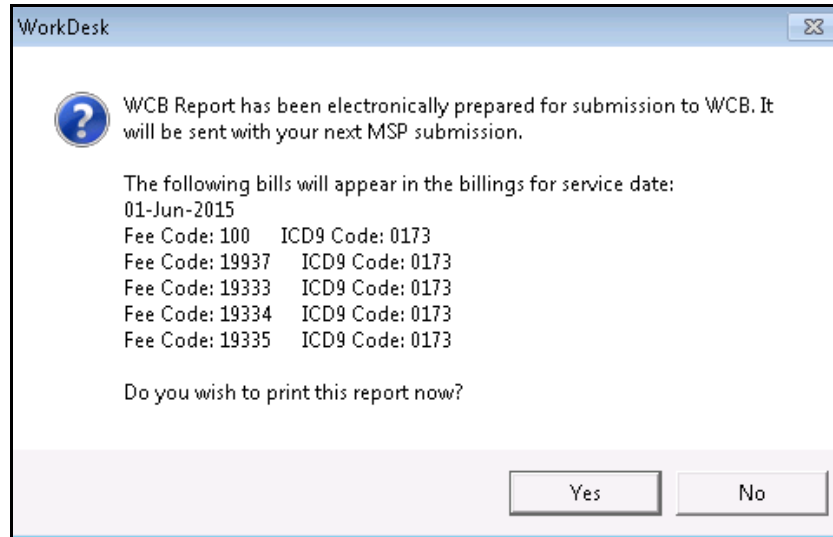 WorkDesk
WCB Report has been electronically prepared for submission to WCB. It
will be sent with your next MSP submission.
The following bills will appear in the billings for service date:
01-Jun-2015
Fee Code: 100 ICD9 Code: 0173
Fee Code: 19937 ICD9 Code: 0173
Fee Code: 19333 ICD9 Code: 0173
Fee Code: 19334 ICD9 Code: 0173
Fee Code: 19335 ICD9 Code: 0173
Do you wish to print this report now?
Yes
No